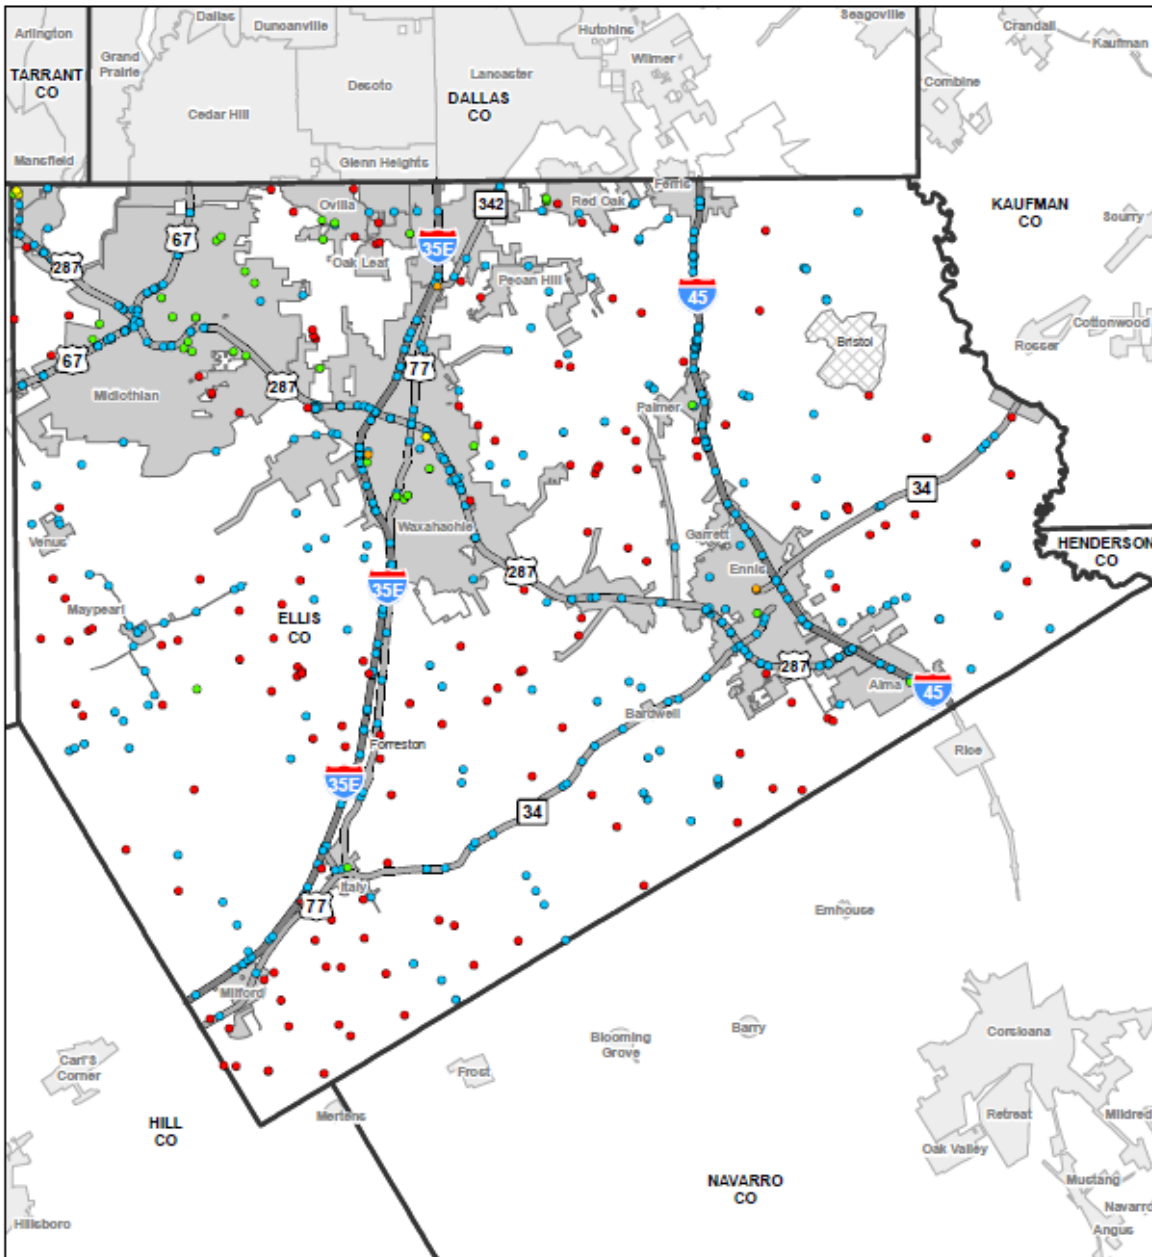 Arlington
Dallas
Duncanville
Hutchins
Seagoville
Crandall
Kaufman
Grand
Prairie
Wilmer
TARRANT
CO
Desoto
Lancaster
Combine
DALLAS
CO
Cedar Hill
Mansfield
Glenn Heights
Ferris
Ovilla
342
Red Oak
KAUFMAN
CO
Scurry
67
35E
287
Oak Leaf
Pecan Hill
45
Cottonwood
Rosser
Bristol
67
77
287
Midlothian
Palmer
34
Waxahachie
Venus
Garrett
HENDERSON
CO
287
Ennis
35E
Maypearl
ELLIS
CO
287
Alma
45
Bardwell
Forreston
Rice
35E
34
Italy
77
Emhouse
Milford
Corsicana
Barry
Blooming
Grove
Carl'S
Corner
Frost
Mertens
Retreat
Mildred
HILL
CO
Oak Valley
Mustang
NAVARRO
CO
Navarro
Angus
Hillsboro